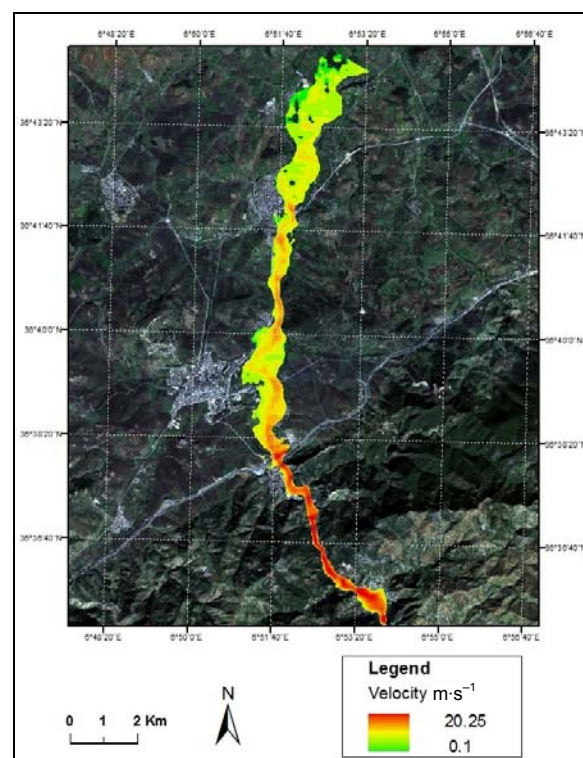 6°48'20"E 6°50'0"E 6°51'40"E 6°53'20"E 6°55'0"E 6°56'40"E
36°43'20"N 36°43'20"N
36°41'40"N 36°41'40"N
36°40'0"N 36°40'0"N
36°38'20"N 36°38'20"N
36°36'40"N 36°36'40"N
6°48'20"E 6°50'0"E 6°51'40"E 6°53'20"E 6°55'0"E 6°56'40"E
N
0 1 2 Km
Legend
Velocity m·s⁻¹
20.25
0.1